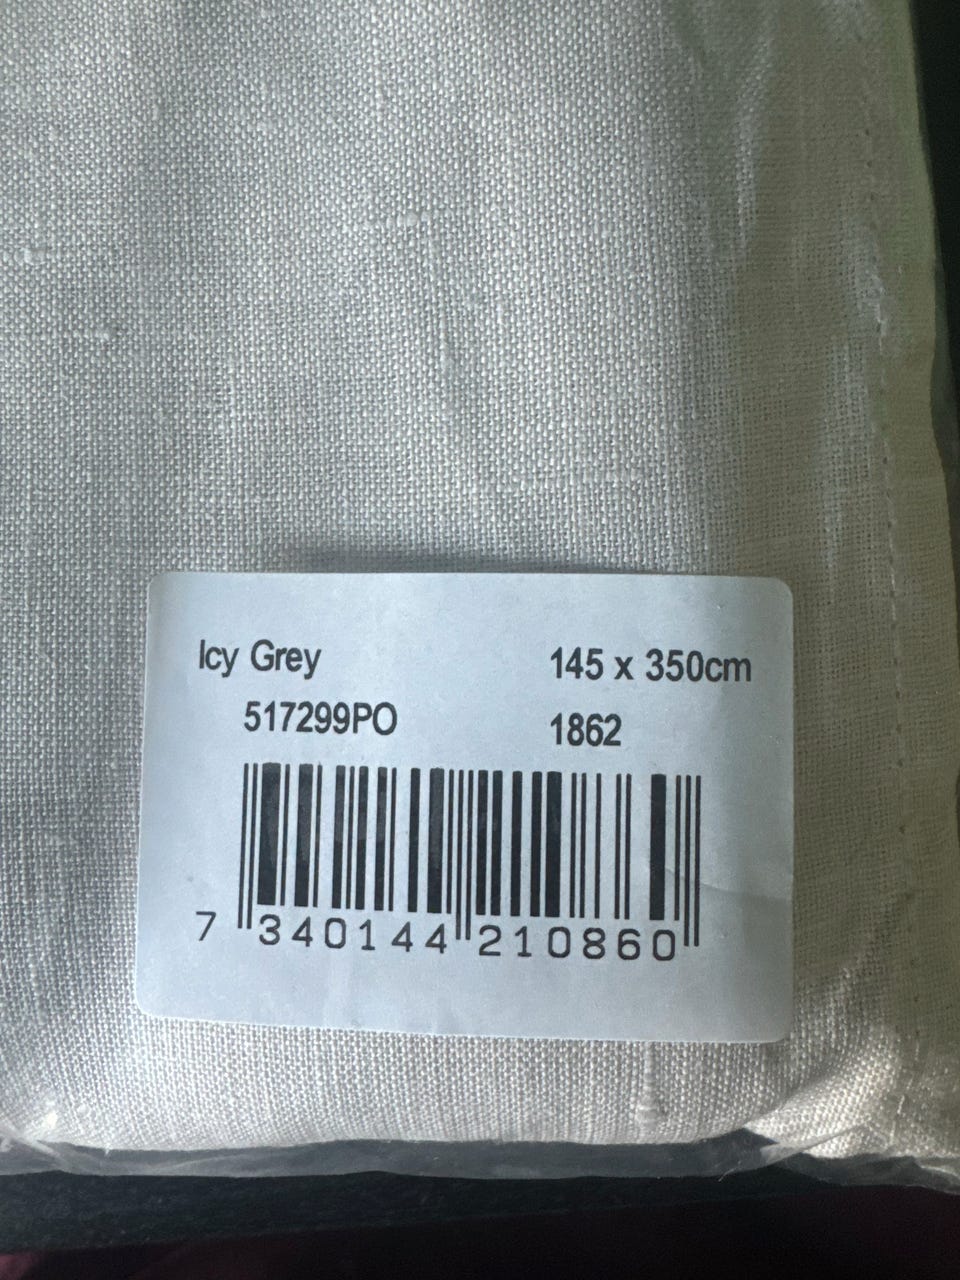 Icy Grey 145 x 350cm
517299PO 1862
7 340144 210860